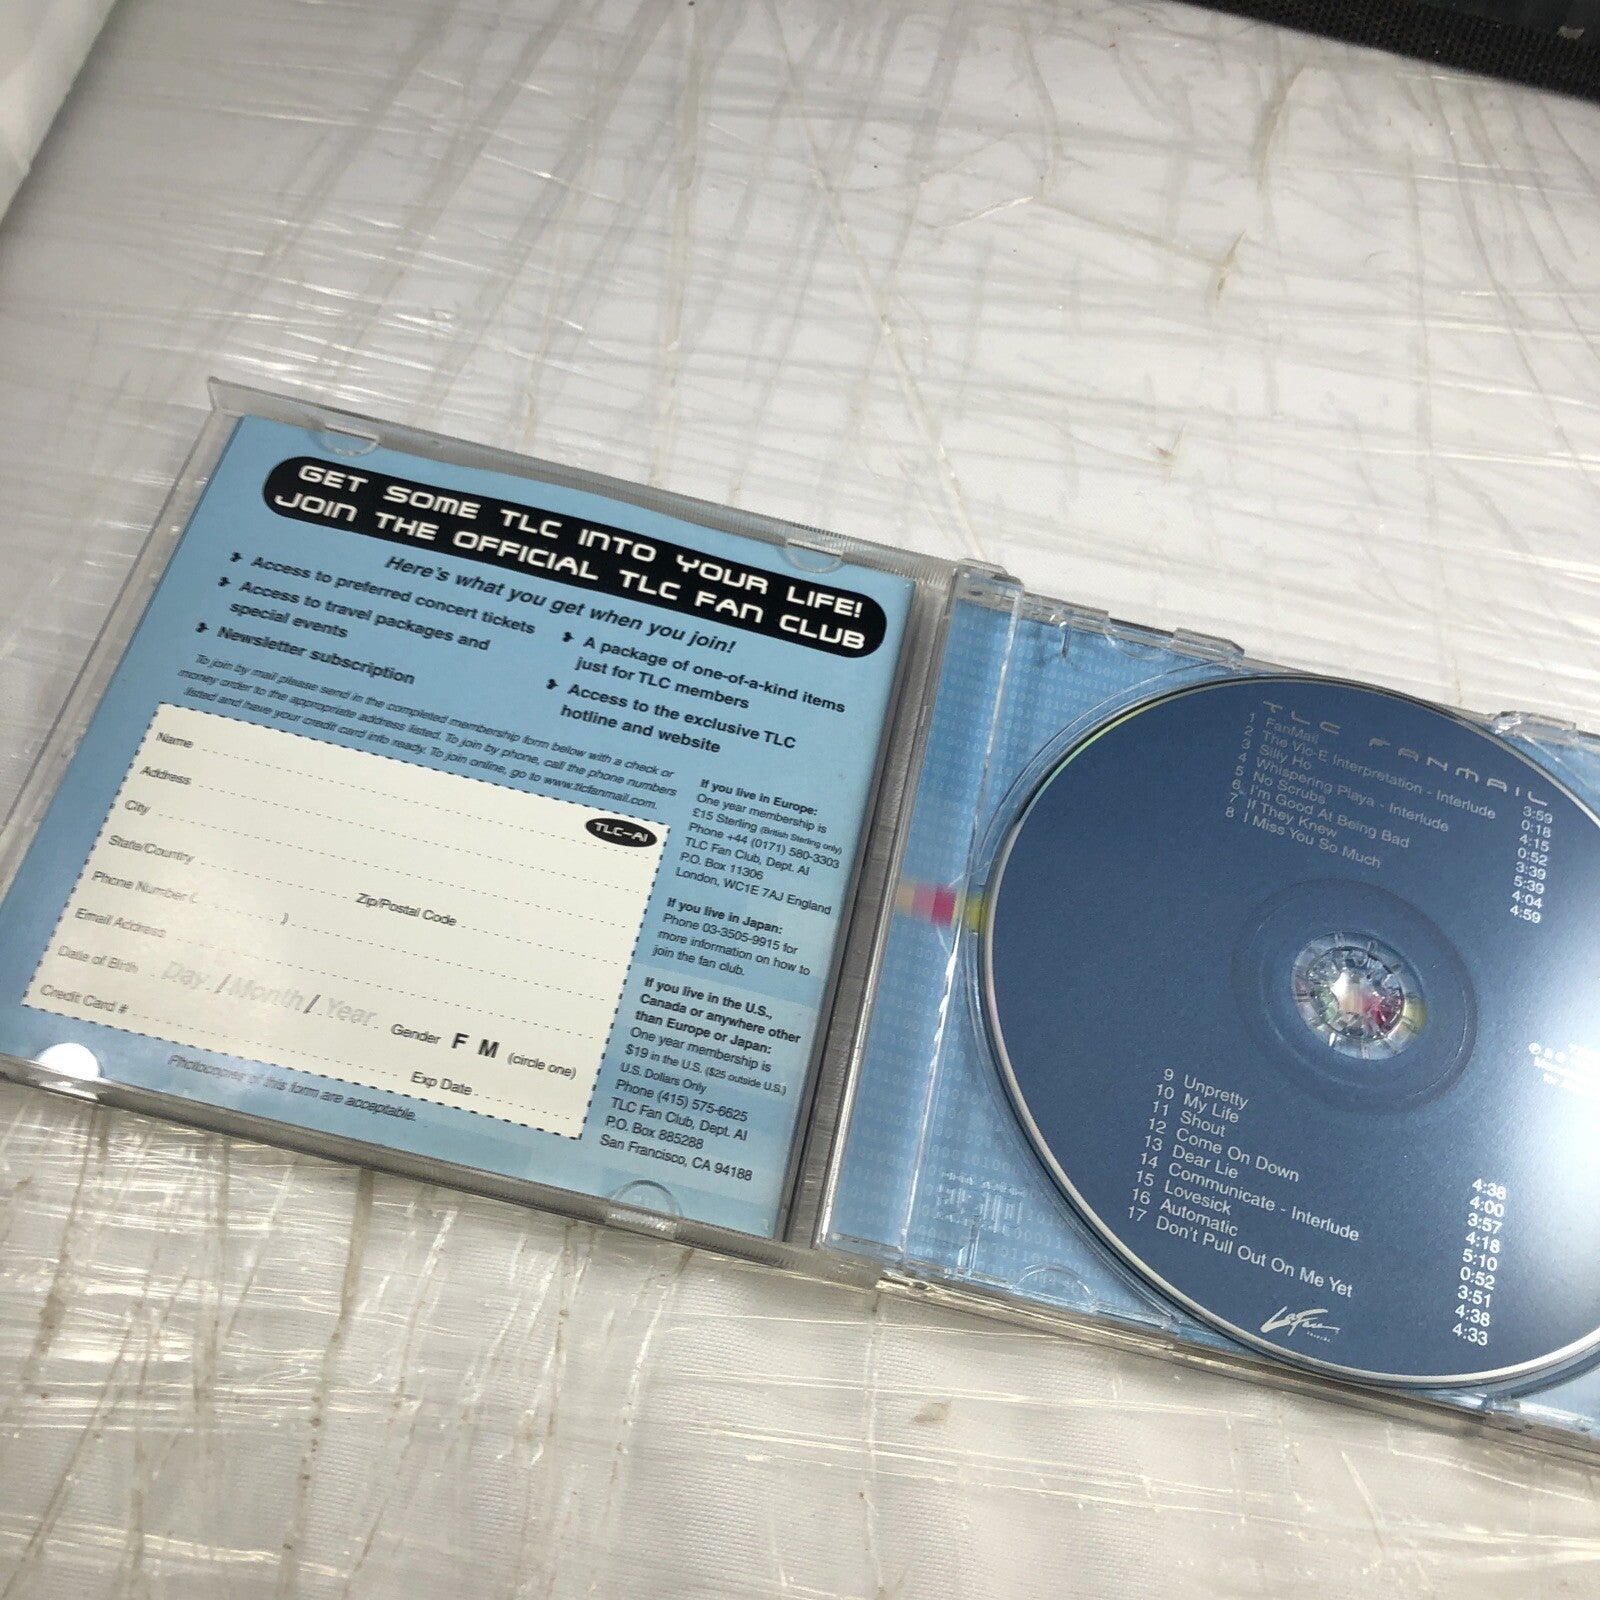 GET SOME TLC INTO YOUR LIFE!
JOIN THE OFFICIAL TLC FAN CLUB
Here's what you get when you join!
Access to preferred concert tickets
Access to travel packages and
special events
Newsletter subscription
A package of one-of-a-kind items
just for TLC members
Access to the exclusive TLC
hotline and website
To join by mail please send in the completed membership form below with a check or
money order to the appropriate address listed. To join by phone, call the phone numbers
listed and have your credit card info ready. To join online, go to www.tlcfanmail.com.
TLC-AI
Name
Address
City
State/Country
Zip/Postal Code
Phone Number ( )
Email Address
Date of Birth Day / Month / Year Gender F M (circle one)
Credit Card # Exp Date
Photocopies of this form are acceptable.
If you live in Europe:
One year membership is
£15 Sterling (British Sterling only)
Phone +44 (0171) 580-3303
TLC Fan Club, Dept. AI
P.O. Box 11306
London, WC1E 7AJ England
If you live in Japan:
Phone 03-3505-9915 for
more information on how to
join the fan club.
If you live in the U.S.,
Canada or anywhere other
than Europe or Japan:
One year membership is
$19 in the U.S. ($25 outside U.S.)
U.S. Dollars Only
Phone (415) 575-6625
TLC Fan Club, Dept. AI
P.O. Box 885288
San Francisco, CA 94188
TLC FANMAIL
1 FanMail 3:59
2 The Vic-E Interpretation - Interlude 0:18
3 Silly Ho 4:15
4 Whispering Playa - Interlude 0:52
5 No Scrubs 3:39
6 I'm Good At Being Bad 5:39
7 If They Knew 4:04
8 I Miss You So Much 4:59
9 Unpretty 4:38
10 My Life 4:00
11 Shout 3:57
12 Come On Down 4:18
13 Dear Lie 5:10
14 Communicate - Interlude 0:52
15 Lovesick 3:51
16 Automatic 4:38
17 Don't Pull Out On Me Yet 4:33
LaFace